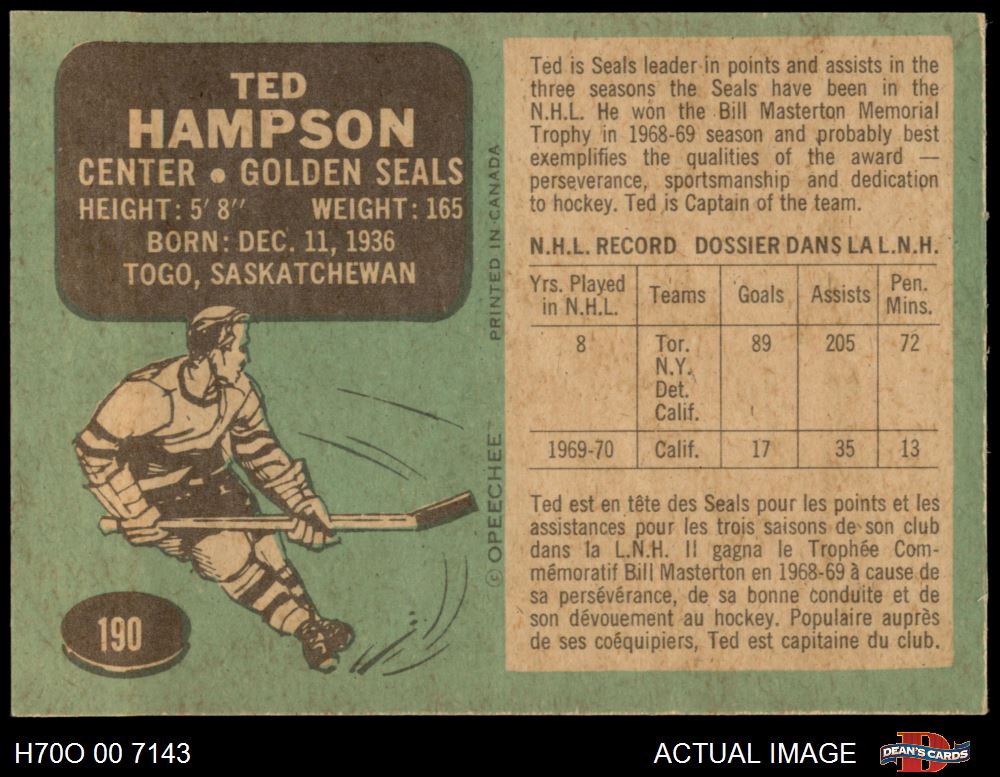 TED
HAMPSON
CENTER • GOLDEN SEALS
HEIGHT: 5' 8" WEIGHT: 165
BORN: DEC. 11, 1936
TOGO, SASKATCHEWAN
190
© OPEECHEE PRINTED IN CANADA
Ted is Seals leader in points and assists in the
three seasons the Seals have been in the
N.H.L. He won the Bill Masterton Memorial
Trophy in 1968-69 season and probably best
exemplifies the qualities of the award —
perseverance, sportsmanship and dedication
to hockey. Ted is Captain of the team.
N.H.L. RECORD DOSSIER DANS LA L.N.H.
Yrs. Played
in N.H.L. Teams Goals Assists Pen.
Mins.
8 Tor. 89 205 72
N.Y.
Det.
Calif.
1969-70 Calif. 17 35 13
Ted est en tête des Seals pour les points et les
assistances pour les trois saisons de son club
dans la L.N.H. Il gagna le Trophée Com-
mémoratif Bill Masterton en 1968-69 à cause de
sa persévérance, de sa bonne conduite et de
son dévouement au hockey. Populaire auprès
de ses coéquipiers, Ted est capitaine du club.
H70O 00 7143
ACTUAL IMAGE
DEAN'S CARDS